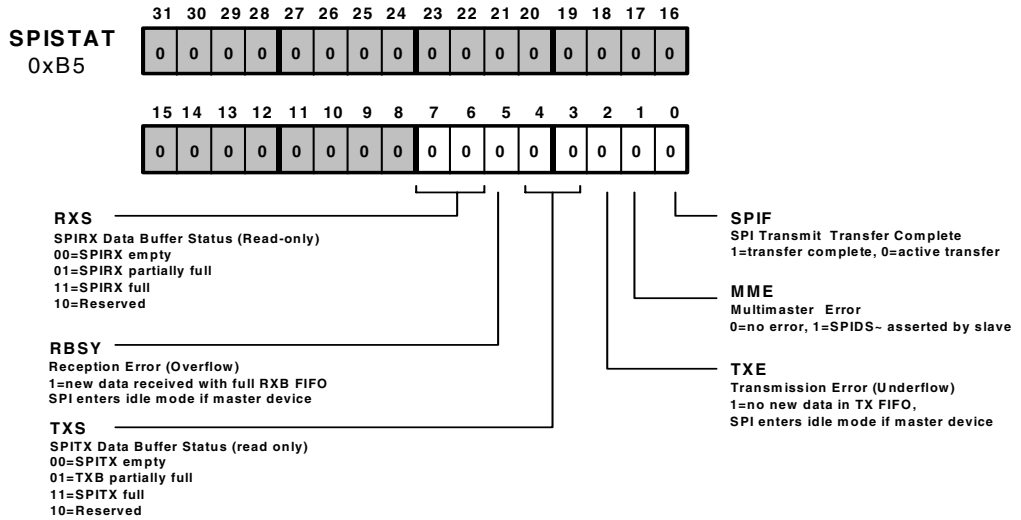 31 30 29 28 27 26 25 24 23 22 21 20 19 18 17 16
SPISTAT
0xB5
0 0 0 0 0 0 0 0 0 0 0 0 0 0 0 0
15 14 13 12 11 10 9 8 7 6 5 4 3 2 1 0
0 0 0 0 0 0 0 0 0 0 0 0 0 0 0 0
RXS
SPIRX Data Buffer Status (Read-only)
00=SPIRX empty
01=SPIRX partially full
11=SPIRX full
10=Reserved
RBSY
Reception Error (Overflow)
1=new data received with full RXB FIFO
SPI enters idle mode if master device
TXS
SPITX Data Buffer Status (read only)
00=SPITX empty
01=TXB partially full
11=SPITX full
10=Reserved
SPIF
SPI Transmit Transfer Complete
1=transfer complete, 0=active transfer
MME
Multimaster Error
0=no error, 1=SPIDS~ asserted by slave
TXE
Transmission Error (Underflow)
1=no new data in TX FIFO,
SPI enters idle mode if master device